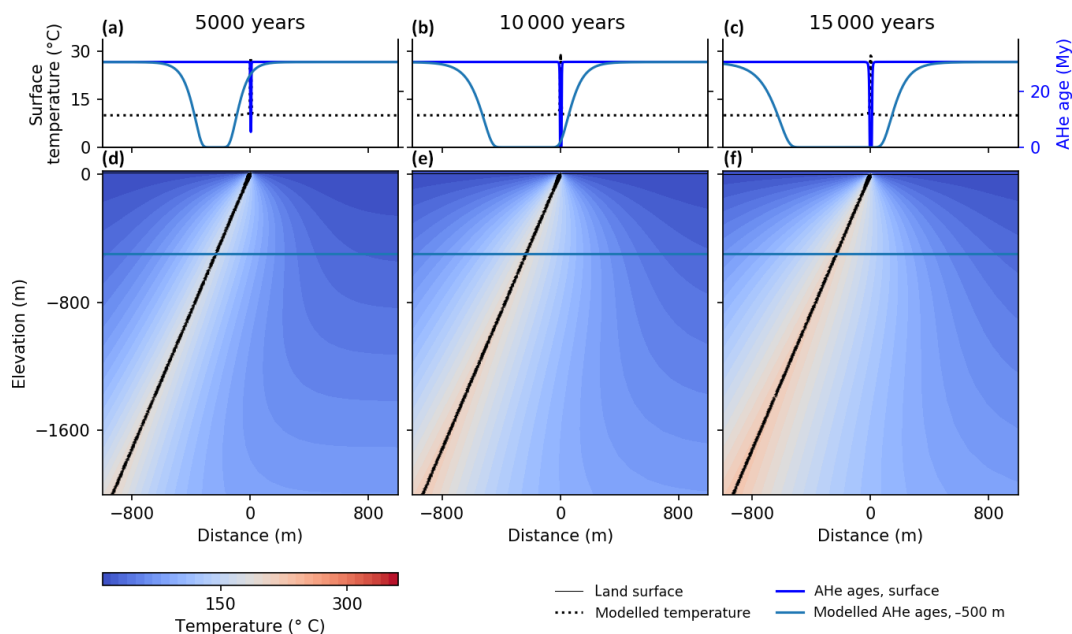 (a) 5000 years
(b) 10 000 years
(c) 15 000 years
Surface
temperature (°C)
30
15
0
AHe age (My)
20
0
(d)
(e)
(f)
Elevation (m)
0
−800
−1600
−800 0 800
−800 0 800
−800 0 800
Distance (m)
Distance (m)
Distance (m)
150 300
Temperature (° C)
Land surface
Modelled temperature
AHe ages, surface
Modelled AHe ages, –500 m